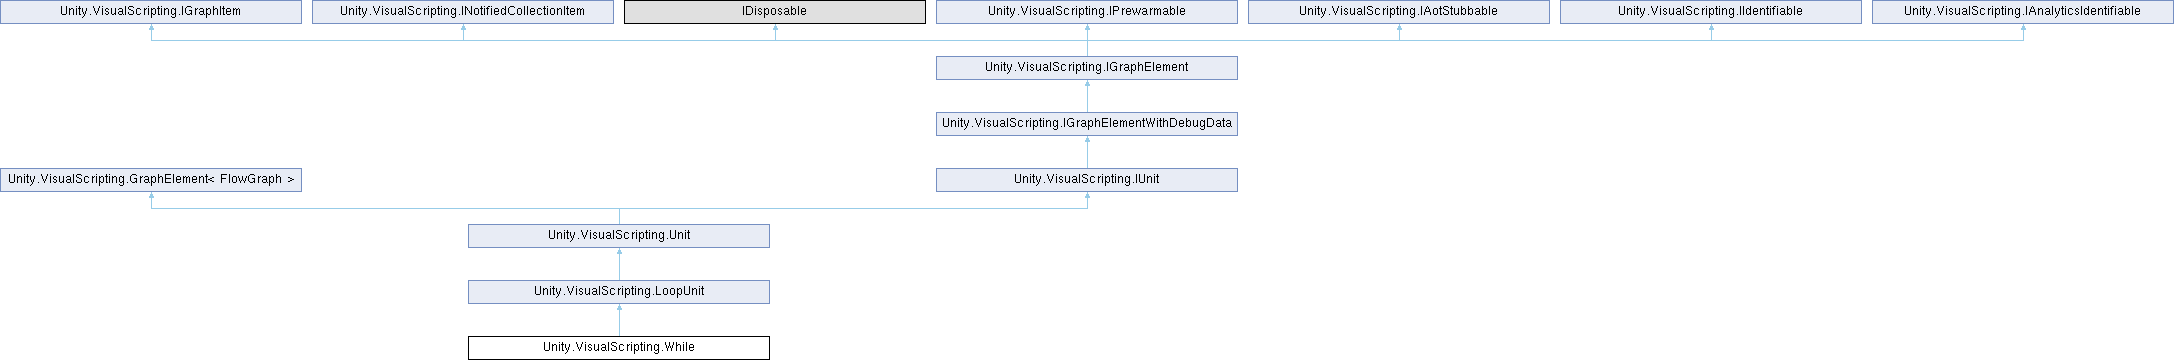 Unity.VisualScripting.IGraphItem
Unity.VisualScripting.INotifiedCollectionItem
IDisposable
Unity.VisualScripting.IPrewarmable
Unity.VisualScripting.IAotStubbable
Unity.VisualScripting.IIdentifiable
Unity.VisualScripting.IAnalyticsIdentifiable
Unity.VisualScripting.IGraphElement
Unity.VisualScripting.IGraphElementWithDebugData
Unity.VisualScripting.GraphElement< FlowGraph >
Unity.VisualScripting.IUnit
Unity.VisualScripting.Unit
Unity.VisualScripting.LoopUnit
Unity.VisualScripting.While